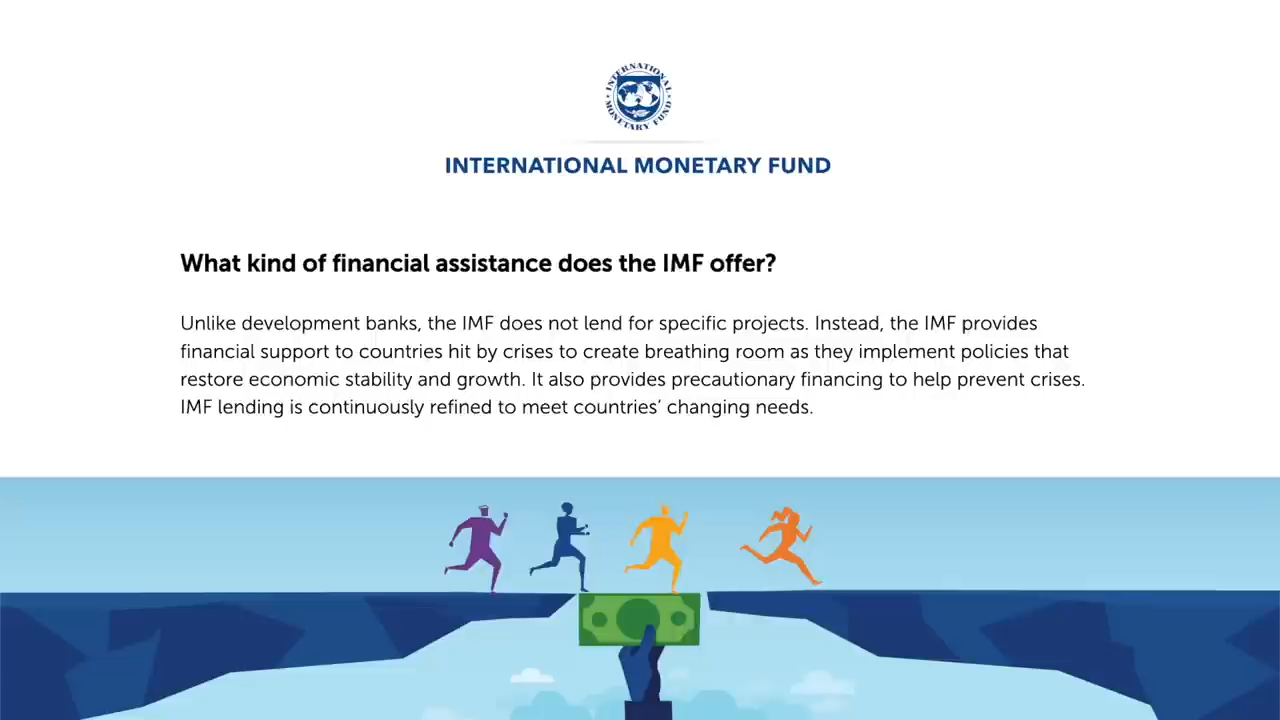 INTERNATIONAL MONETARY FUND
INTERNATIONAL MONETARY FUND
What kind of financial assistance does the IMF offer?
Unlike development banks, the IMF does not lend for specific projects. Instead, the IMF provides
financial support to countries hit by crises to create breathing room as they implement policies that
restore economic stability and growth. It also provides precautionary financing to help prevent crises.
IMF lending is continuously refined to meet countries’ changing needs.